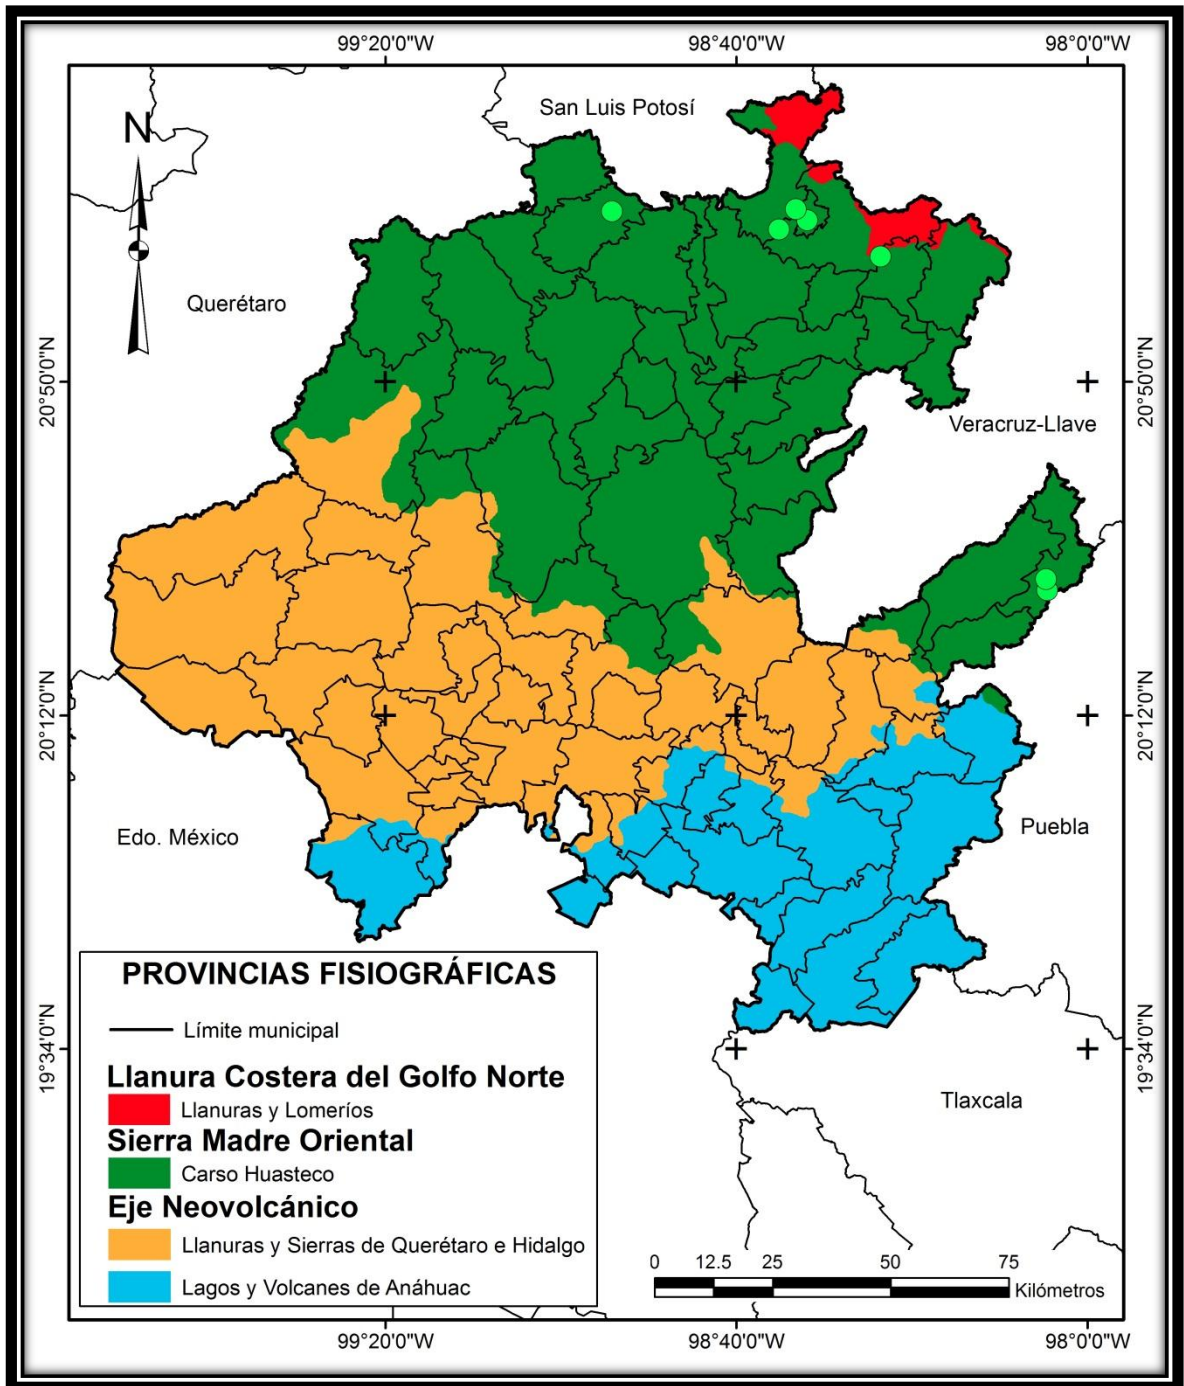 99°20'0"W 98°40'0"W 98°0'0"W
San Luis Potosí
N
Querétaro
20°50'0"N 20°50'0"N
Veracruz-Llave
20°12'0"N 20°12'0"N
Edo. México
Puebla
PROVINCIAS FISIOGRÁFICAS
Límite municipal
19°34'0"N 19°34'0"N
Llanura Costera del Golfo Norte
Llanuras y Lomeríos
Tlaxcala
Sierra Madre Oriental
Carso Huasteco
Eje Neovolcánico
Llanuras y Sierras de Querétaro e Hidalgo
Lagos y Volcanes de Anáhuac
0 12.5 25 50 75
Kilómetros
99°20'0"W 98°40'0"W 98°0'0"W